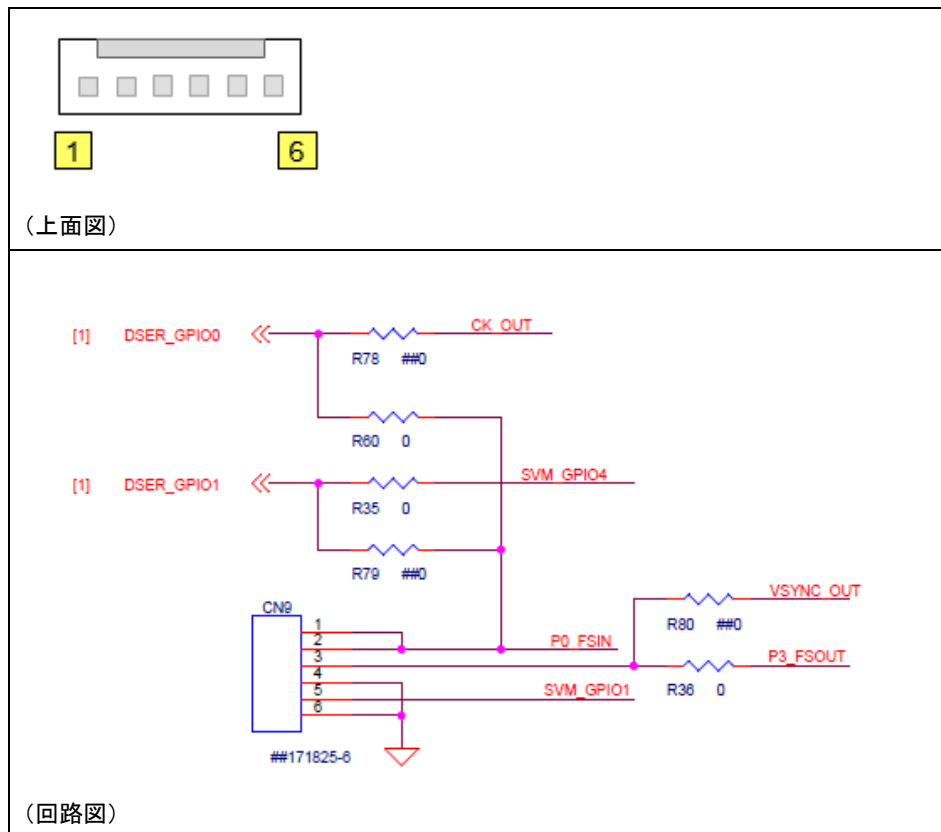 1 6
(上面図)
[1] DSER_GPIO0 CK_OUT
R78 ##0
R60 0
[1] DSER_GPIO1 SVM_GPIO4
R35 0
R79 ##0
CN9 VSYNC_OUT
1
R80 ##0
2 P0_FSIN
3 P3_FSOUT
4
R36 0
5 SVM_GPIO1
6
##171825-6
(回路図)